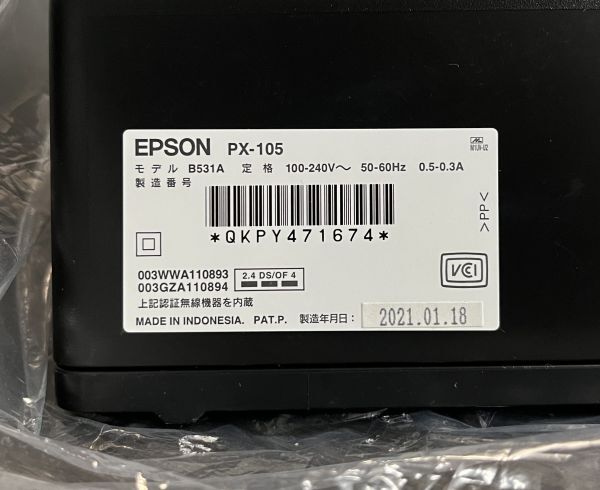 EPSON PX-105
モデル B531A 定格 100-240V～ 50-60Hz 0.5-0.3A
製造番号
*QKPY471674*
003WWA110893
003GZA110894
2.4 DS/OF 4
上記認証無線機器を内蔵
MADE IN INDONESIA. PAT.P. 製造年月日: 2021.01.18
VCI
>PP<